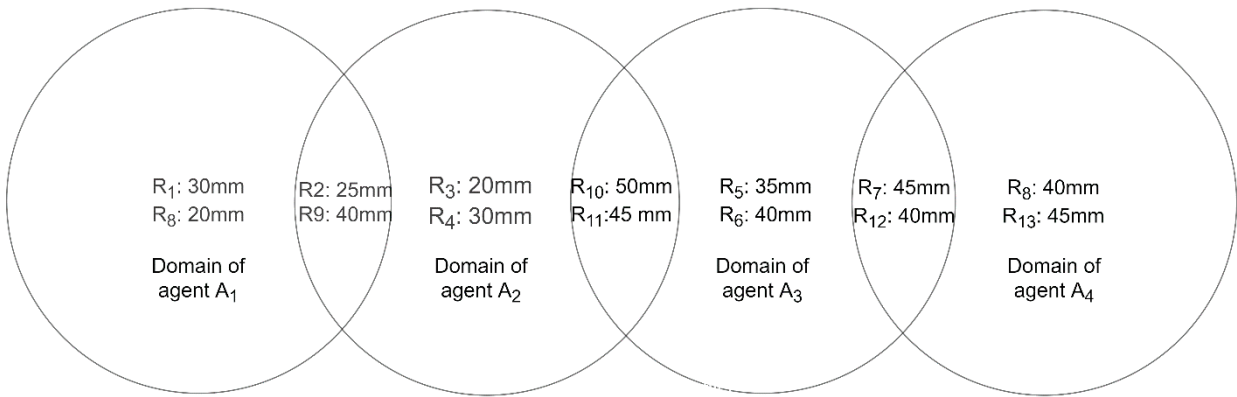 R₁: 30mm
R₈: 20mm
Domain of
agent A₁
R2: 25mm
R9: 40mm
R₃: 20mm
R₄: 30mm
Domain of
agent A₂
R₁₀: 50mm
R₁₁:45 mm
R₅: 35mm
R₆: 40mm
Domain of
agent A₃
R₇: 45mm
R₁₂: 40mm
R₈: 40mm
R₁₃: 45mm
Domain of
agent A₄